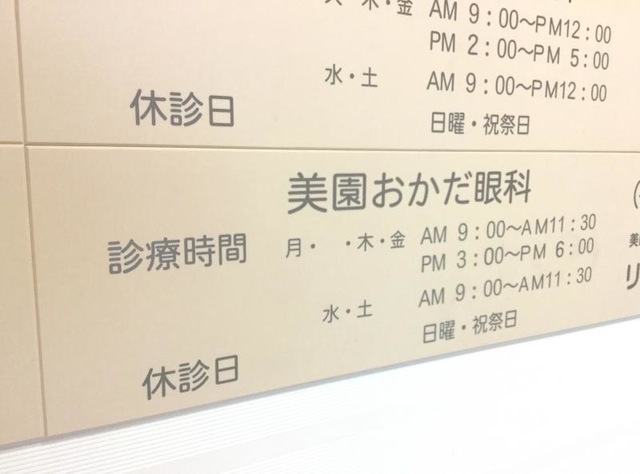 木・金 AM 9：00～PM12：00
PM 2：00～PM 5：00
水・土 AM 9：00～PM12：00
休診日 日曜・祝祭日
美園おかだ眼科
診療時間 月・ ・木・金 AM 9：00～AM11：30
PM 3：00～PM 6：00
水・土 AM 9：00～AM11：30
休診日 日曜・祝祭日